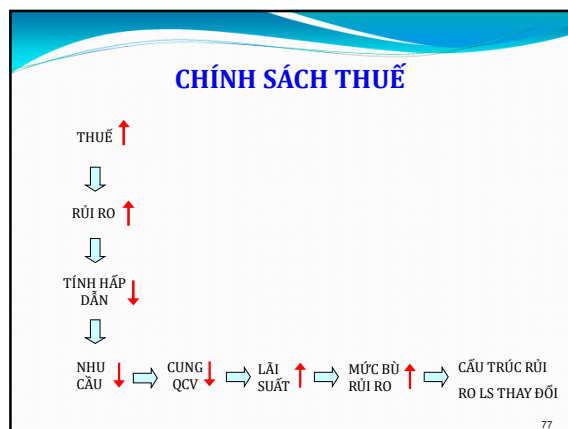 CHÍNH SÁCH THUẾ
THUẾ
RỦI RO
TÍNH HẤP
DẪN
NHU
CẦU
CUNG
QCV
LÃI
SUẤT
MỨC BÙ
RỦI RO
CẤU TRÚC RỦI
RO LS THAY ĐỔI
77